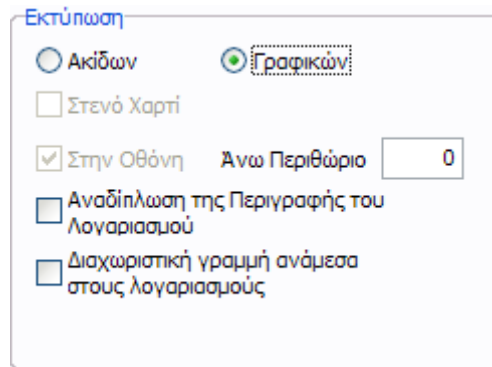 Εκτύπωση
Ακίδων Γραφικών
Στενό Χαρτί
Στην Οθόνη Άνω Περιθώριο 0
Αναδίπλωση της Περιγραφής του
Λογαριασμού
Διαχωριστική γραμμή ανάμεσα
στους λογαριασμούς